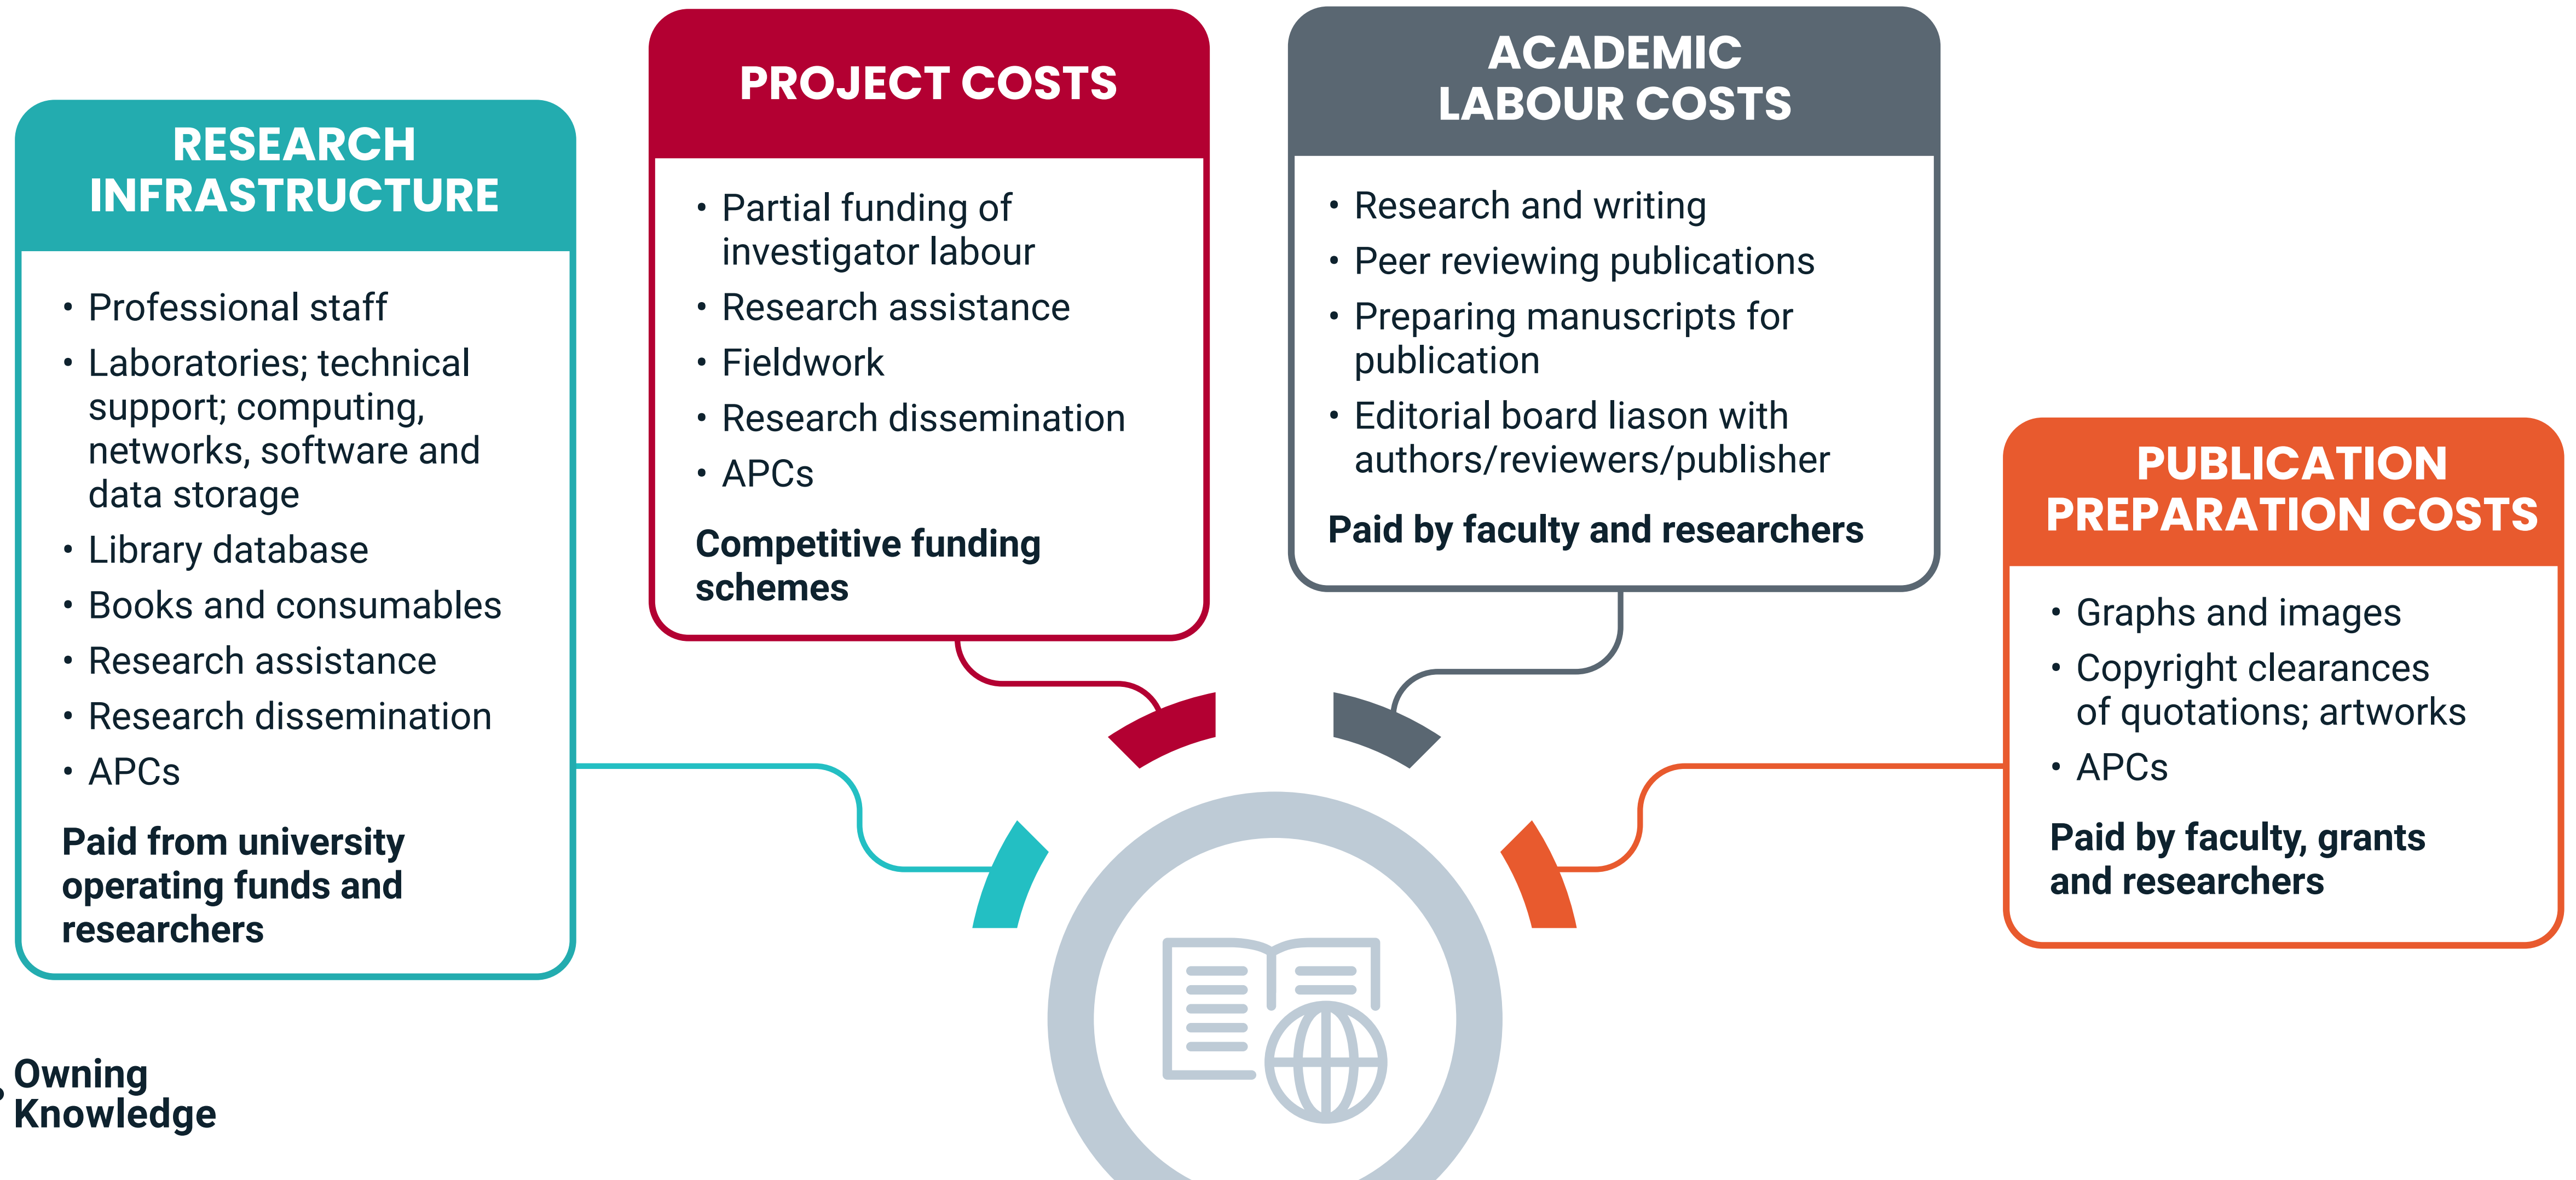 RESEARCH
INFRASTRUCTURE
• Professional staff
• Laboratories; technical
support; computing,
networks, software and
data storage
• Library database
• Books and consumables
• Research assistance
• Research dissemination
• APCs
Paid from university
operating funds and
researchers
PROJECT COSTS
• Partial funding of
investigator labour
• Research assistance
• Fieldwork
• Research dissemination
• APCs
Competitive funding
schemes
ACADEMIC
LABOUR COSTS
• Research and writing
• Peer reviewing publications
• Preparing manuscripts for
publication
• Editorial board liason with
authors/reviewers/publisher
Paid by faculty and researchers
PUBLICATION
PREPARATION COSTS
• Graphs and images
• Copyright clearances
of quotations; artworks
• APCs
Paid by faculty, grants
and researchers
Owning
Knowledge